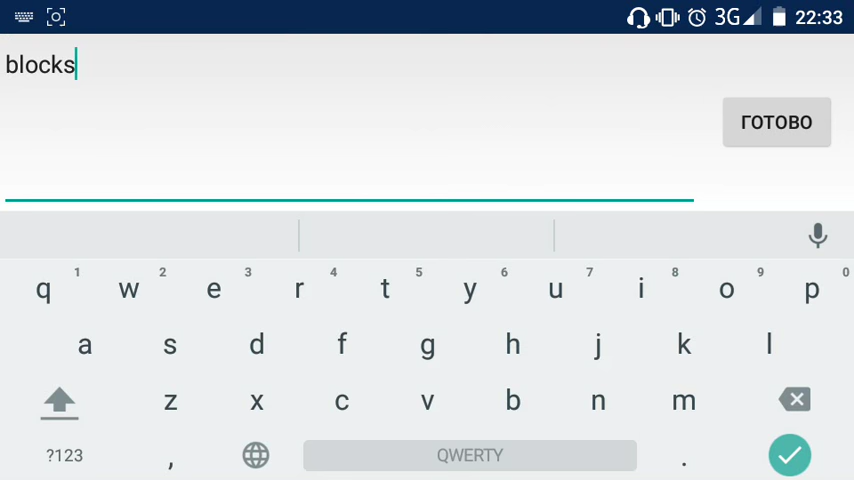 3G 22:33
blocks
ГОТОВО
1 2 3 4 5 6 7 8 9 0
q w e r t y u i o p
a s d f g h j k l
z x c v b n m
?123 , QWERTY .